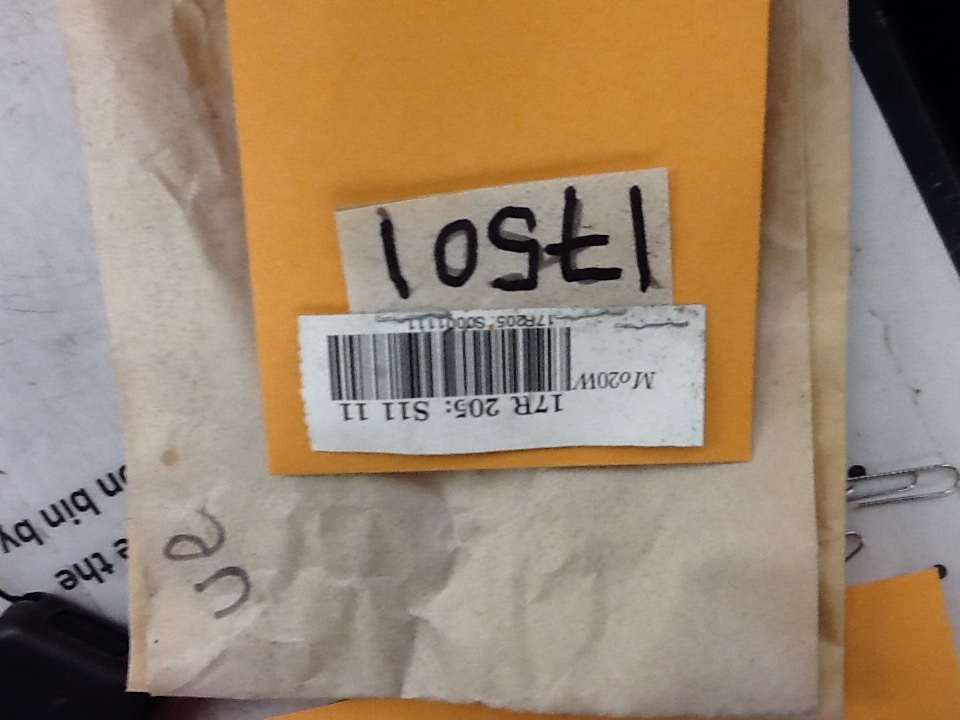 ue
e the
on bin by
17R 205: S11 11
Mo20W
17R205: S0001111
17501